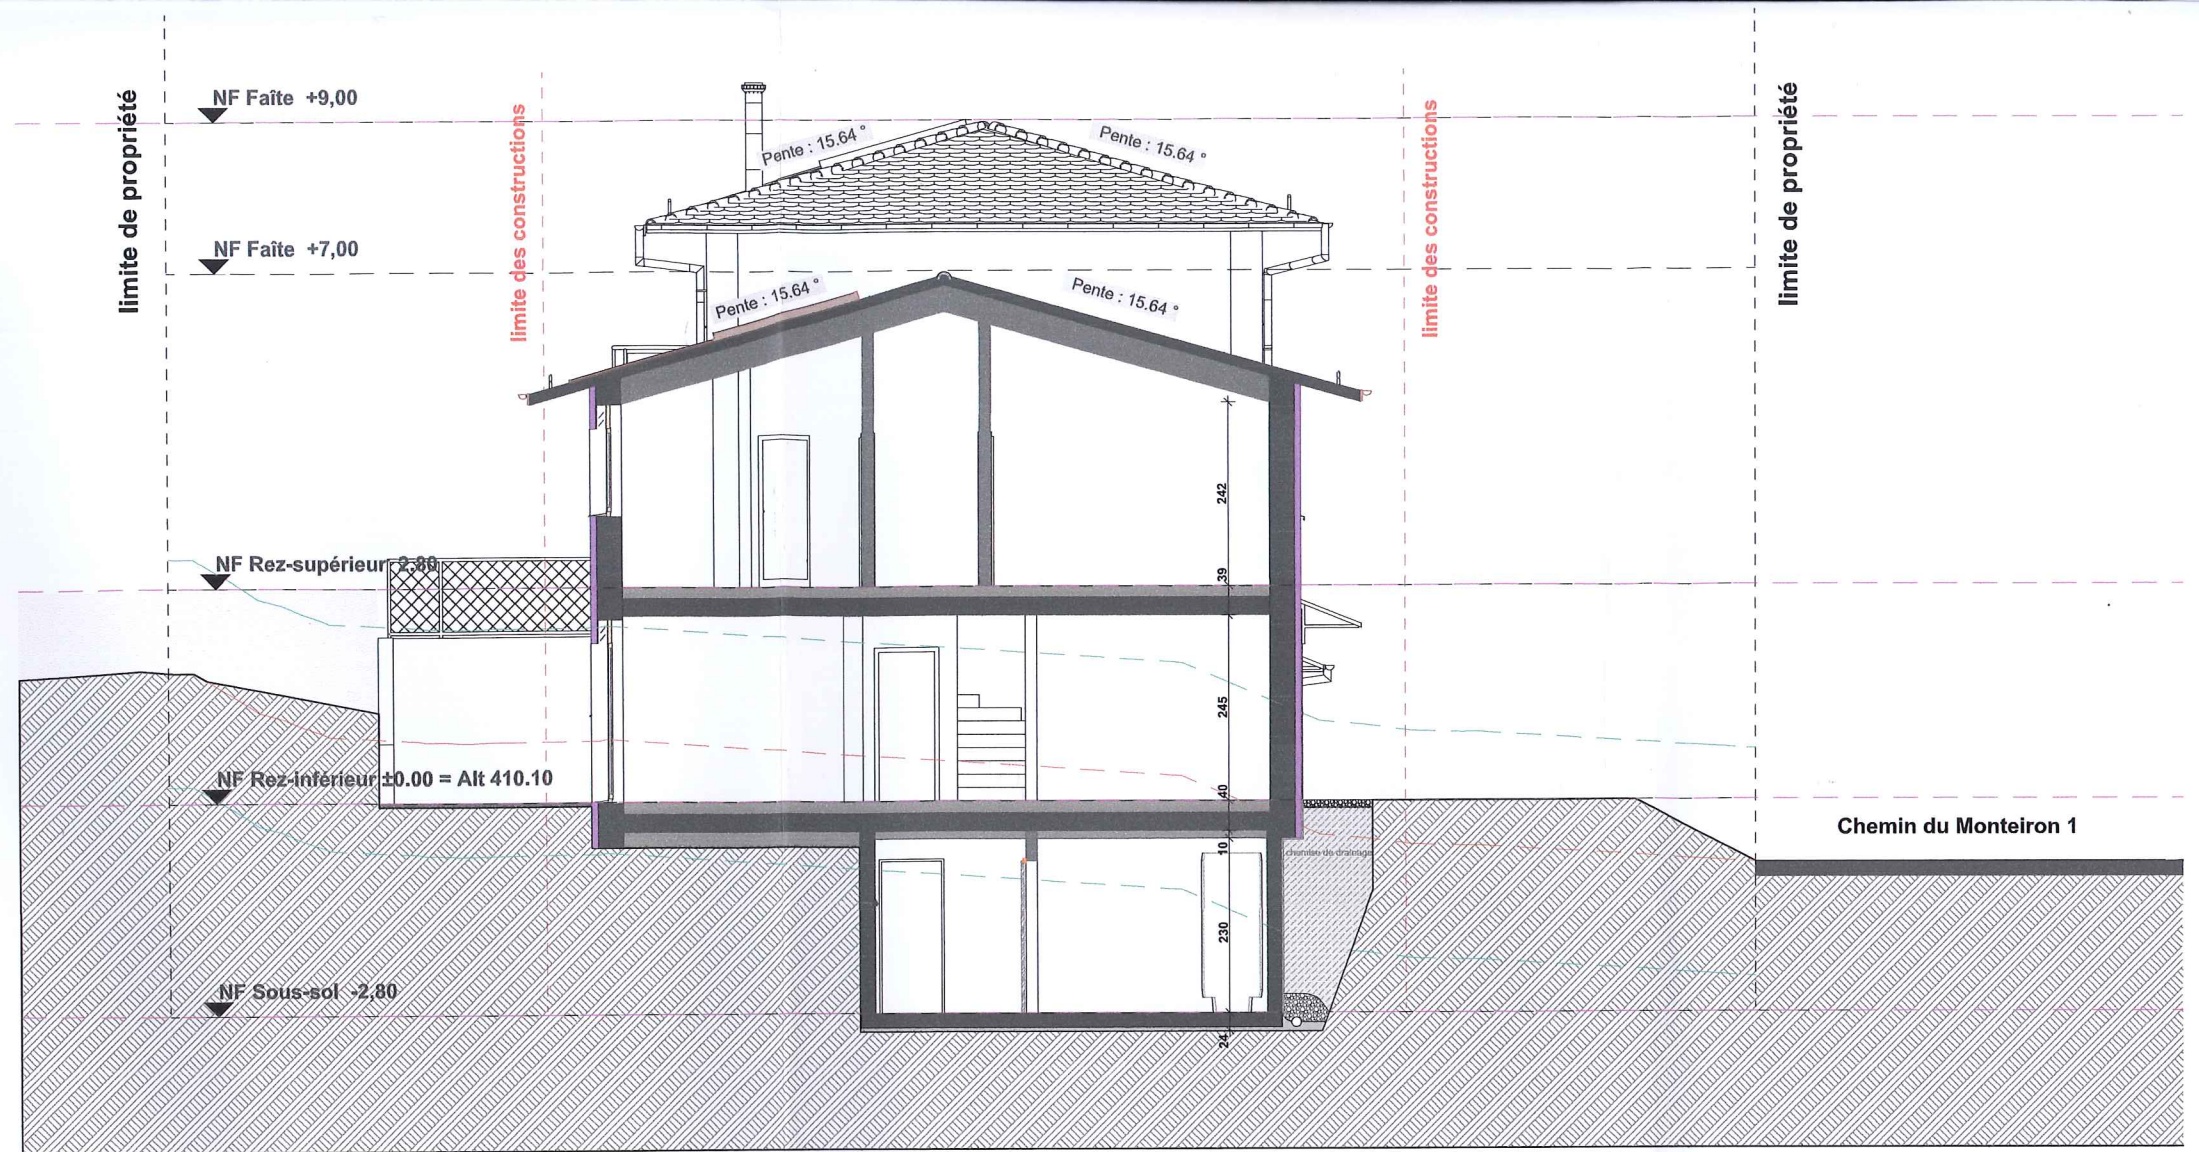 limite de propriété
NF Faîte +9,00
limite des constructions
Pente : 15.64 °
Pente : 15.64 °
limite des constructions
limite de propriété
NF Faîte +7,00
Pente : 15.64 °
Pente : 15.64 °
242
NF Rez-supérieur 2.80
39
245
NF Rez-inférieur ±0.00 = Alt 410.10
40
Chemin du Monteiron 1
10
chemise de drainage
230
NF Sous-sol -2,80
24